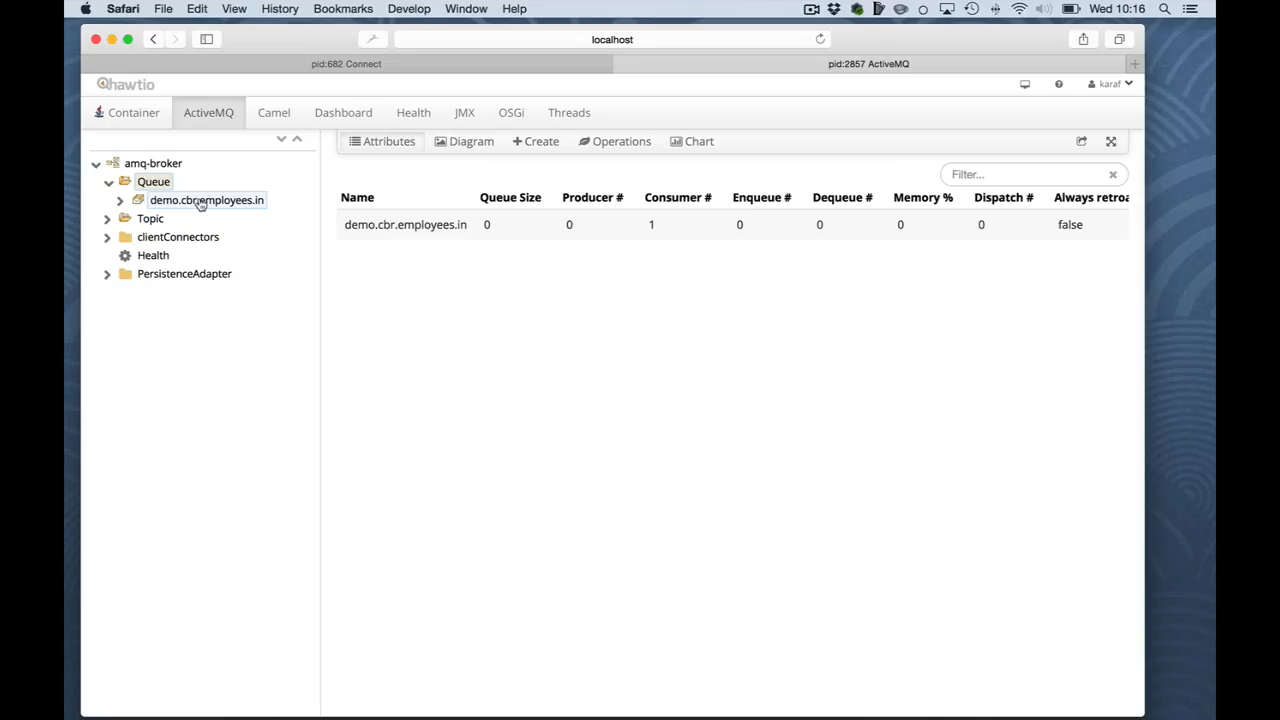 Safari File Edit View History Bookmarks Develop Window Help Wed 10:16
localhost
pid:682 Connect pid:2857 ActiveMQ
hawtio karaf
Container ActiveMQ Camel Dashboard Health JMX OSGi Threads
Attributes Diagram Create Operations Chart
amq-broker
Queue
demo.cbr.employees.in
Topic
clientConnectors
Health
PersistenceAdapter
Filter...
Name Queue Size Producer # Consumer # Enqueue # Dequeue # Memory % Dispatch # Always retroa
demo.cbr.employees.in 0 0 1 0 0 0 0 false